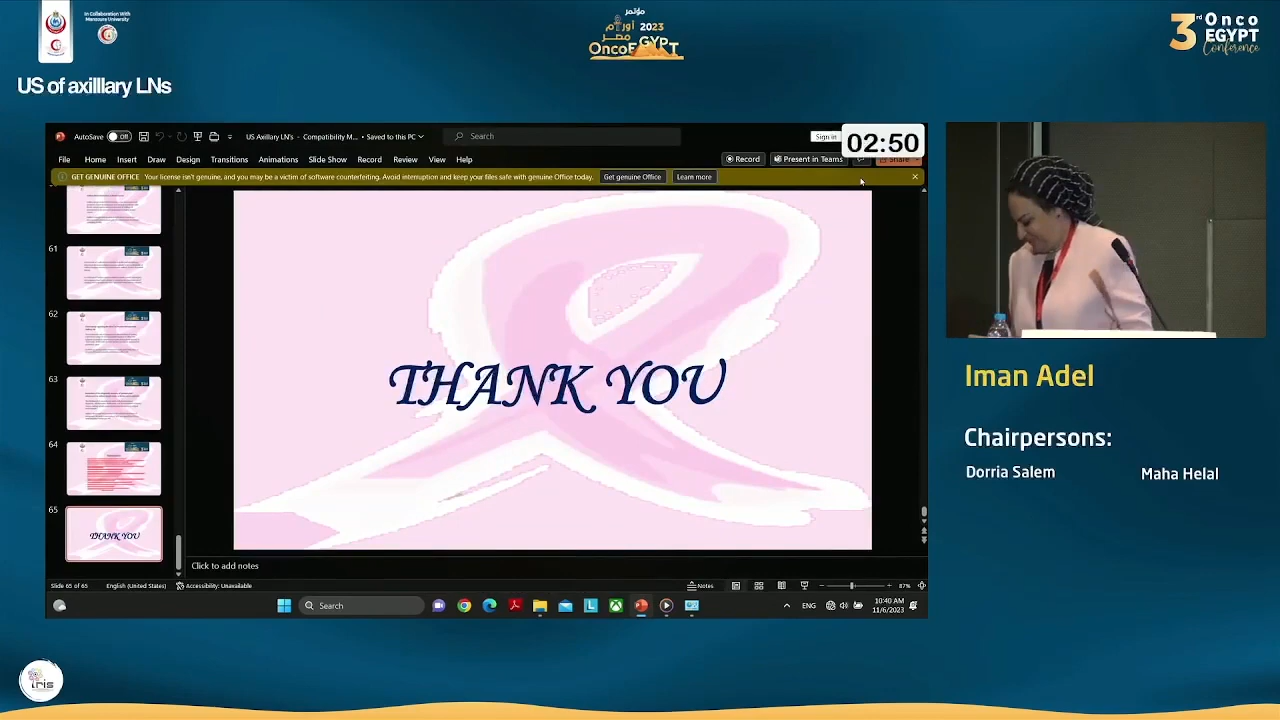 In Collaboration With
Mansoura University
مؤتمر
أورام 2023
مصر
OncoEGYPT
3rd Onco
EGYPT
Conference
US of axilllary LNs
AutoSave Off
US Axillary LN's - Compatibility M... • Saved to this PC
Search
Sign in
02:50
File Home Insert Draw Design Slide Show Transitions Animations Record Review View Help
Record
Present in Teams
Share
GET GENUINE OFFICE Your license isn't genuine, and you may be a victim of software counterfeiting. Avoid interruption and keep your files safe with genuine Office today. Get genuine Office Learn more
61
62
63
64
65
THANK YOU
THANK YOU
Click to add notes
Slide 65 of 65 English (United States) Accessibility: Unavailable
Notes
87%
Search
ENG
10:40 AM
11/6/2023
Iman Adel
Chairpersons:
Dorria Salem
Maha Helal
iris